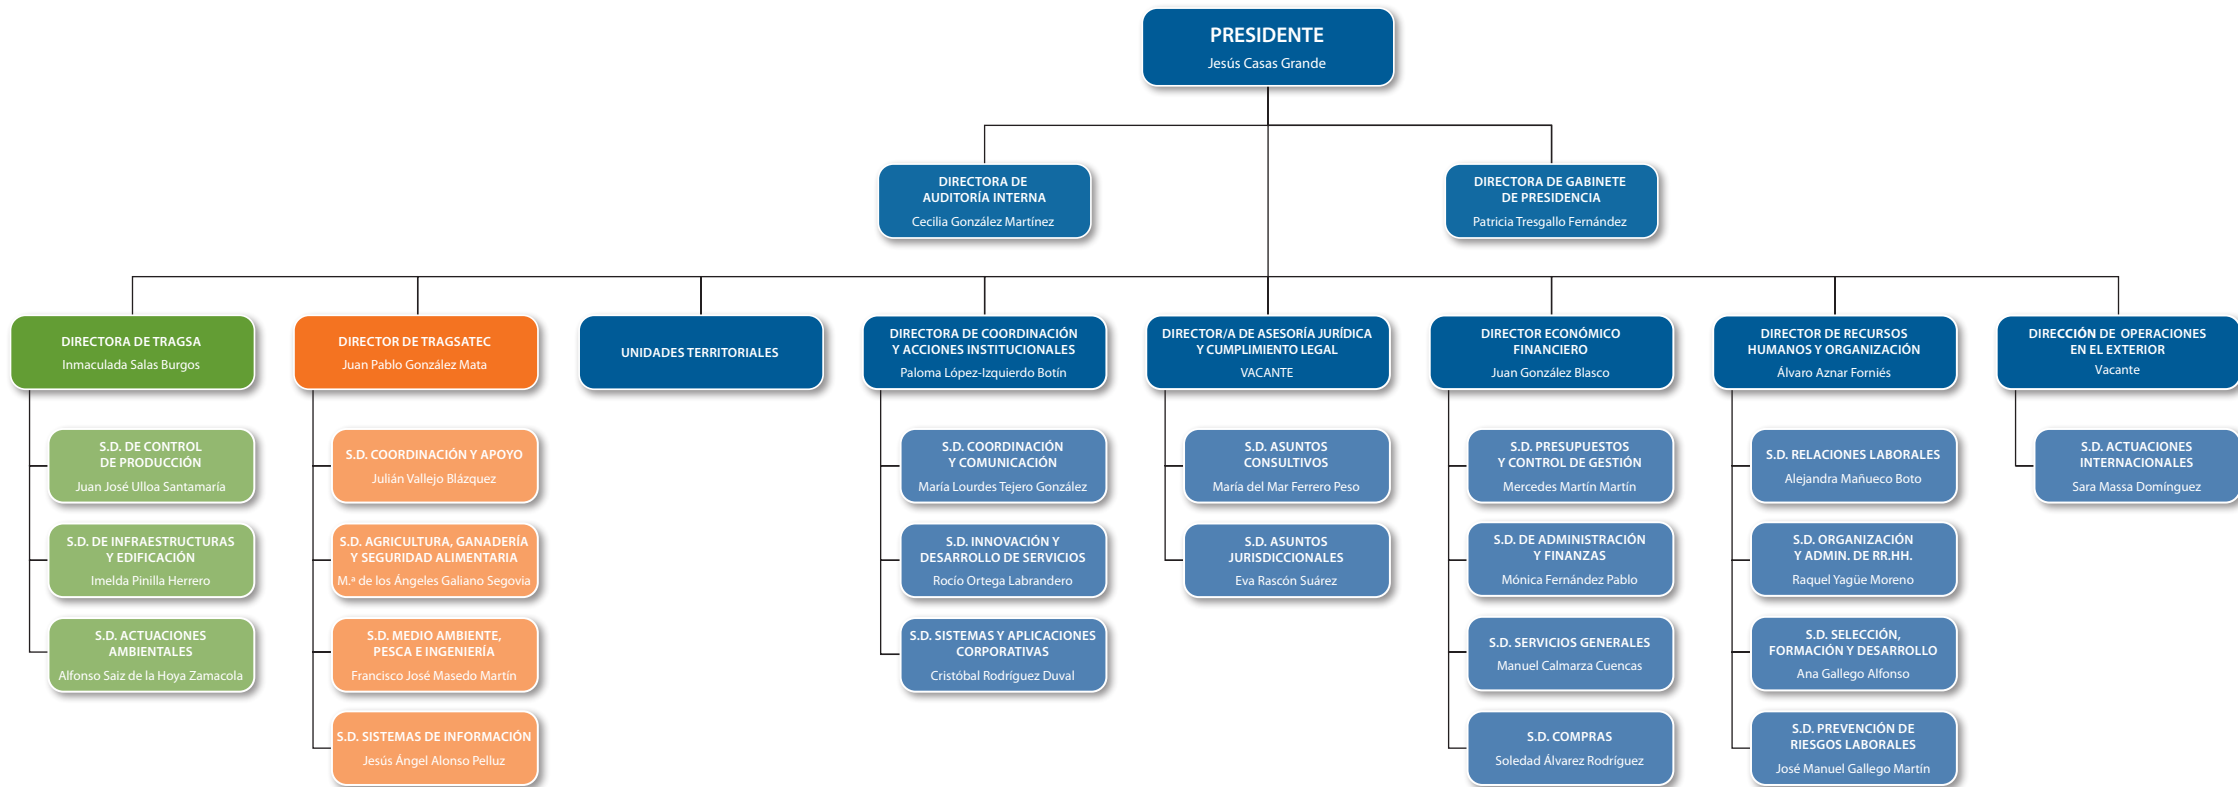 PRESIDENTE
Jesús Casas Grande
DIRECTORA DE
AUDITORÍA INTERNA
Cecilia González Martínez
DIRECTORA DE GABINETE
DE PRESIDENCIA
Patricia Tresgallo Fernández
DIRECTORA DE TRAGSA
Inmaculada Salas Burgos
DIRECTOR DE TRAGSATEC
Juan Pablo González Mata
UNIDADES TERRITORIALES
DIRECTORA DE COORDINACIÓN
Y ACCIONES INSTITUCIONALES
Paloma López-Izquierdo Botín
DIRECTOR/A DE ASESORÍA JURÍDICA
Y CUMPLIMIENTO LEGAL
VACANTE
DIRECTOR ECONÓMICO
FINANCIERO
Juan González Blasco
DIRECTOR DE RECURSOS
HUMANOS Y ORGANIZACIÓN
Álvaro Aznar Forniés
DIRECCIÓN DE OPERACIONES
EN EL EXTERIOR
Vacante
S.D. DE CONTROL
DE PRODUCCIÓN
Juan José Ulloa Santamaría
S.D. DE INFRAESTRUCTURAS
Y EDIFICACIÓN
Imelda Pinilla Herrero
S.D. ACTUACIONES
AMBIENTALES
Alfonso Saiz de la Hoya Zamacola
S.D. COORDINACIÓN Y APOYO
Julián Vallejo Blázquez
S.D. AGRICULTURA, GANADERÍA
Y SEGURIDAD ALIMENTARIA
M.ª de los Ángeles Galiano Segovia
S.D. MEDIO AMBIENTE,
PESCA E INGENIERÍA
Francisco José Masedo Martín
S.D. SISTEMAS DE INFORMACIÓN
Jesús Ángel Alonso Pelluz
S.D. COORDINACIÓN
Y COMUNICACIÓN
María Lourdes Tejero González
S.D. INNOVACIÓN Y
DESARROLLO DE SERVICIOS
Rocío Ortega Labrandero
S.D. SISTEMAS Y APLICACIONES
CORPORATIVAS
Cristóbal Rodríguez Duval
S.D. ASUNTOS
CONSULTIVOS
María del Mar Ferrero Peso
S.D. ASUNTOS
JURISDICCIONALES
Eva Rascón Suárez
S.D. PRESUPUESTOS
Y CONTROL DE GESTIÓN
Mercedes Martín Martín
S.D. DE ADMINISTRACIÓN
Y FINANZAS
Mónica Fernández Pablo
S.D. SERVICIOS GENERALES
Manuel Calmarza Cuencas
S.D. COMPRAS
Soledad Álvarez Rodríguez
S.D. RELACIONES LABORALES
Alejandra Mañueco Boto
S.D. ORGANIZACIÓN
Y ADMIN. DE RR.HH.
Raquel Yagüe Moreno
S.D. SELECCIÓN,
FORMACIÓN Y DESARROLLO
Ana Gallego Alfonso
S.D. PREVENCIÓN DE
RIESGOS LABORALES
José Manuel Gallego Martín
S.D. ACTUACIONES
INTERNACIONALES
Sara Massa Domínguez